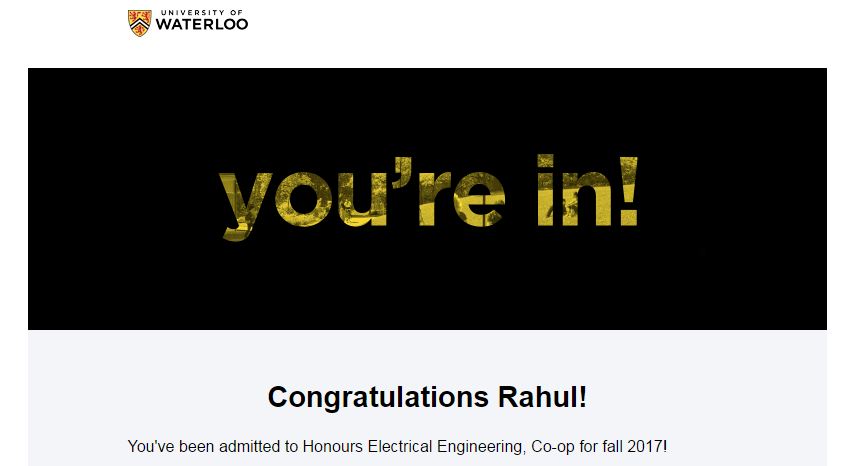 UNIVERSITY OF
WATERLOO
you're in!
Congratulations Rahul!
You've been admitted to Honours Electrical Engineering, Co-op for fall 2017!